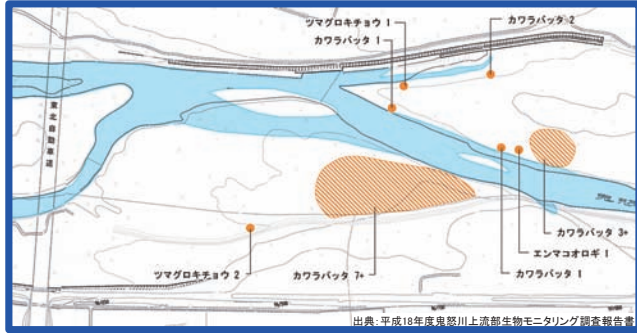 ツマグロキチョウ 1
カワラバッタ 2
カワラバッタ 1
東北自動車道
カワラバッタ 3+
エンマコオロギ 1
ツマグロキチョウ 2
カワラバッタ 7+
カワラバッタ 1
出典:平成18年度鬼怒川上流部生物モニタリング調査報告書